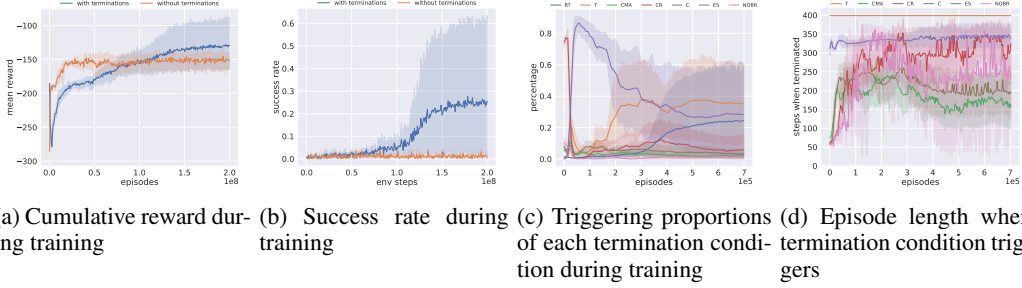 with terminations without terminations
mean reward
−100
−150
−200
−250
−300
0.0 0.5 1.0 1.5 2.0
episodes 1e8
with terminations without terminations
success rate
0.6
0.5
0.4
0.3
0.2
0.1
0.0
0.0 0.5 1.0 1.5 2.0
env steps 1e8
RT T CMA CR C ES NOBR
percentage
0.8
0.6
0.4
0.2
0.0
0 1 2 3 4 5 6 7
episodes 1e5
T CMA CR C ES NOBR
steps when terminated
400
350
300
250
200
150
100
50
0
0 1 2 3 4 5 6 7
episodes 1e5
a) Cumulative reward dur-
ng training
(b) Success rate during
training
(c) Triggering proportions
of each termination condi-
tion during training
(d) Episode length whe
termination condition trig
gers